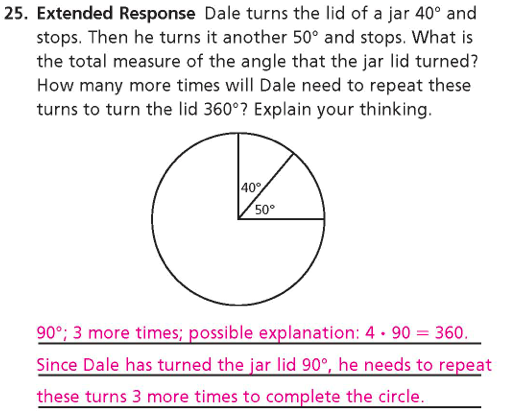 25. Extended Response Dale turns the lid of a jar 40° and
stops. Then he turns it another 50° and stops. What is
the total measure of the angle that the jar lid turned?
How many more times will Dale need to repeat these
turns to turn the lid 360°? Explain your thinking.
40°
50°
90°; 3 more times; possible explanation: 4 · 90 = 360.
Since Dale has turned the jar lid 90°, he needs to repeat
these turns 3 more times to complete the circle.